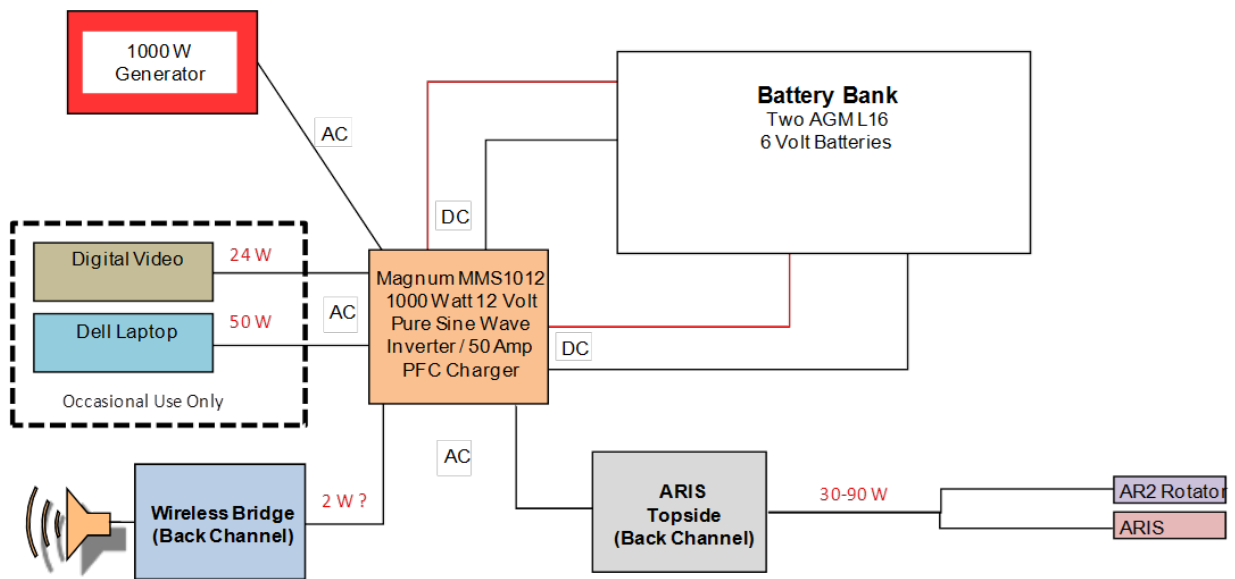 1000 W
Generator
AC
Battery Bank
Two AGM L16
6 Volt Batteries
DC
Digital Video
24 W
Dell Laptop
50 W
AC
Occasional Use Only
Magnum MMS1012
1000 Watt 12 Volt
Pure Sine Wave
Inverter / 50 Amp
PFC Charger
DC
AC
Wireless Bridge
(Back Channel)
2 W ?
ARIS
Topside
(Back Channel)
30-90 W
AR2 Rotator
ARIS